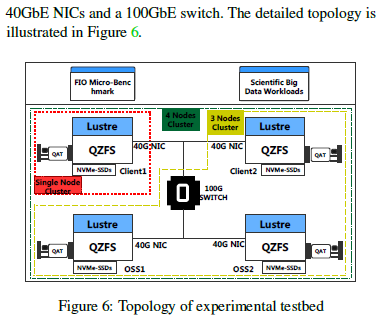 40GbE NICs and a 100GbE switch. The detailed topology is
illustrated in Figure 6.
FIO Micro-Benc
hmark
Scientific Big
Data Workloads
4 Nodes
Cluster
3 Nodes
Cluster
Lustre
QZFS
QAT
NVMe-SSDs
40G NIC
Client1
Single Node
Cluster
Lustre
QZFS
QAT
NVMe-SSDs
40G NIC
Client2
100G
SWITCH
Lustre
QZFS
QAT
NVMe-SSDs
40G NIC
OSS1
Lustre
QZFS
QAT
NVMe-SSDs
40G NIC
OSS2
Figure 6: Topology of experimental testbed